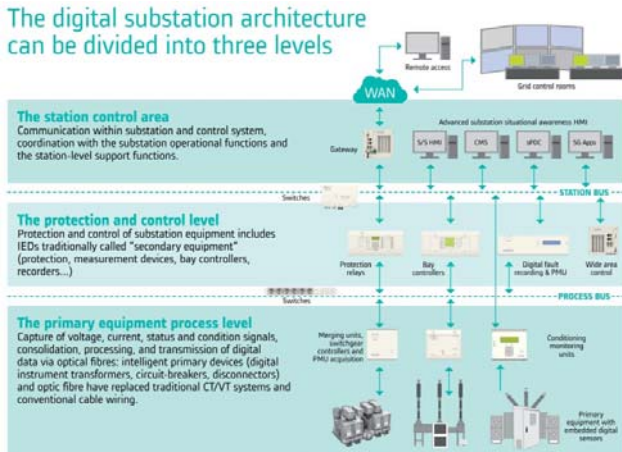 The digital substation architecture
can be divided into three levels
Remote access
Grid control rooms
WAN
The station control area
Communication within substation and control system,
coordination with the substation operational functions and
the station-level support functions.
Gateway
Advanced substation situational awareness HMI
S/S HMI
CMS
ePDC
SG Apps
Switches
STATION BUS
The protection and control level
Protection and control of substation equipment includes
IEDs traditionally called "secondary equipment"
(protection, measurement devices, bay controllers,
recorders...)
Protection
relays
Bay
controllers
Digital fault
recording & PMU
Wide area
control
Switches
PROCESS BUS
The primary equipment process level
Capture of voltage, current, status and condition signals,
consolidation, processing, and transmission of digital
data via optical fibres: intelligent primary devices (digital
instrument transformers, circuit-breakers, disconnectors)
and optic fibre have replaced traditional CT/VT systems and
conventional cable wiring.
Merging units,
switchgear
controllers and
PMU acquisition
Conditioning
monitoring
units
Primary
equipment with
embedded digital
sensors